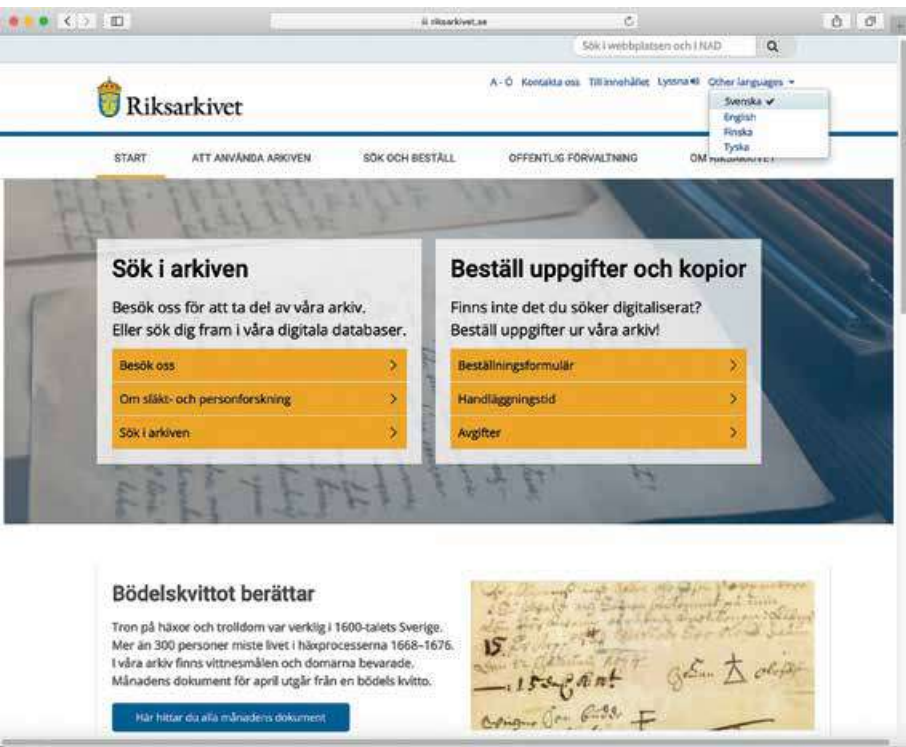 riksarkivet.se
Sök i webbplatsen och i NAD
A - Ö Kontakta oss Till innehållet Lyssna Other languages
Riksarkivet
Svenska ✔
English
Finska
Tyska
START ATT ANVÄNDA ARKIVEN SÖK OCH BESTÄLL OFFENTLIG FÖRVALTNING OM RIKSARKIVET
Sök i arkiven
Besök oss för att ta del av våra arkiv.
Eller sök dig fram i våra digitala databaser.
Besök oss
Om släkt- och personforskning
Sök i arkiven
Beställ uppgifter och kopior
Finns inte det du söker digitaliserat?
Beställ uppgifter ur våra arkiv!
Beställningsformulär
Handläggningstid
Avgifter
Bödelskvittot berättar
Tron på häxor och trolldom var verklig i 1600-talets Sverige.
Mer än 300 personer miste livet i häxprocesserna 1668–1676.
I våra arkiv finns vittnesmålen och domarna bevarade.
Månadens dokument för april utgår från en bödels kvitto.
Här hittar du alla månadens dokument
15